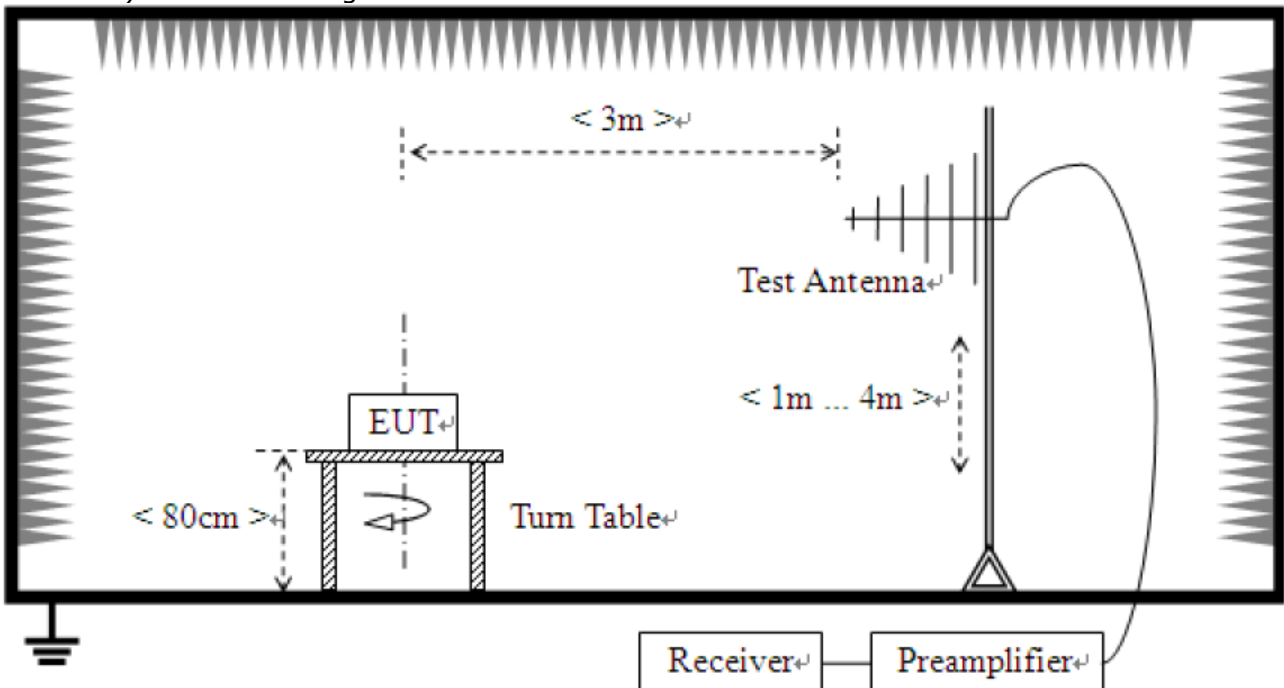 < 3m >↵
Test Antenna↵
< 1m ... 4m >↵
EUT↵
< 80cm >↵
Turn Table↵
Receiver↵
Preamplifier↵